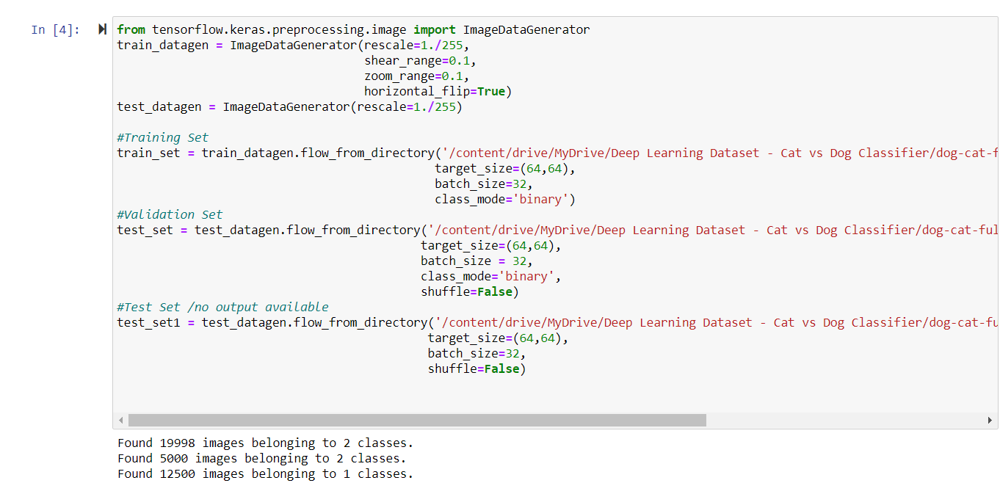 In [4]:
from tensorflow.keras.preprocessing.image import ImageDataGenerator
train_datagen = ImageDataGenerator(rescale=1./255,
shear_range=0.1,
zoom_range=0.1,
horizontal_flip=True)
test_datagen = ImageDataGenerator(rescale=1./255)
#Training Set
train_set = train_datagen.flow_from_directory('/content/drive/MyDrive/Deep Learning Dataset - Cat vs Dog Classifier/dog-cat-f
target_size=(64,64),
batch_size=32,
class_mode='binary')
#Validation Set
test_set = test_datagen.flow_from_directory('/content/drive/MyDrive/Deep Learning Dataset - Cat vs Dog Classifier/dog-cat-ful
target_size=(64,64),
batch_size = 32,
class_mode='binary',
shuffle=False)
#Test Set /no output available
test_set1 = test_datagen.flow_from_directory('/content/drive/MyDrive/Deep Learning Dataset - Cat vs Dog Classifier/dog-cat-fu
target_size=(64,64),
batch_size=32,
shuffle=False)
Found 19998 images belonging to 2 classes.
Found 5000 images belonging to 2 classes.
Found 12500 images belonging to 1 classes.